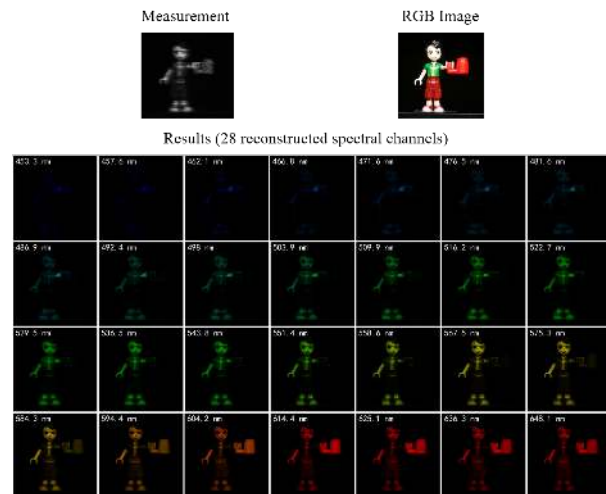 Measurement RGB Image
Results (28 reconstructed spectral channels)
453.3 nm 457.6 nm 462.1 nm 466.8 nm 471.6 nm 476.5 nm 481.6 nm
486.9 nm 492.4 nm 498 nm 503.9 nm 509.9 nm 516.2 nm 522.7 nm
529.5 nm 536.5 nm 543.8 nm 551.4 nm 558.6 nm 567.5 nm 575.3 nm
584.3 nm 594.4 nm 604.2 nm 614.4 nm 625.1 nm 636.3 nm 648.1 nm